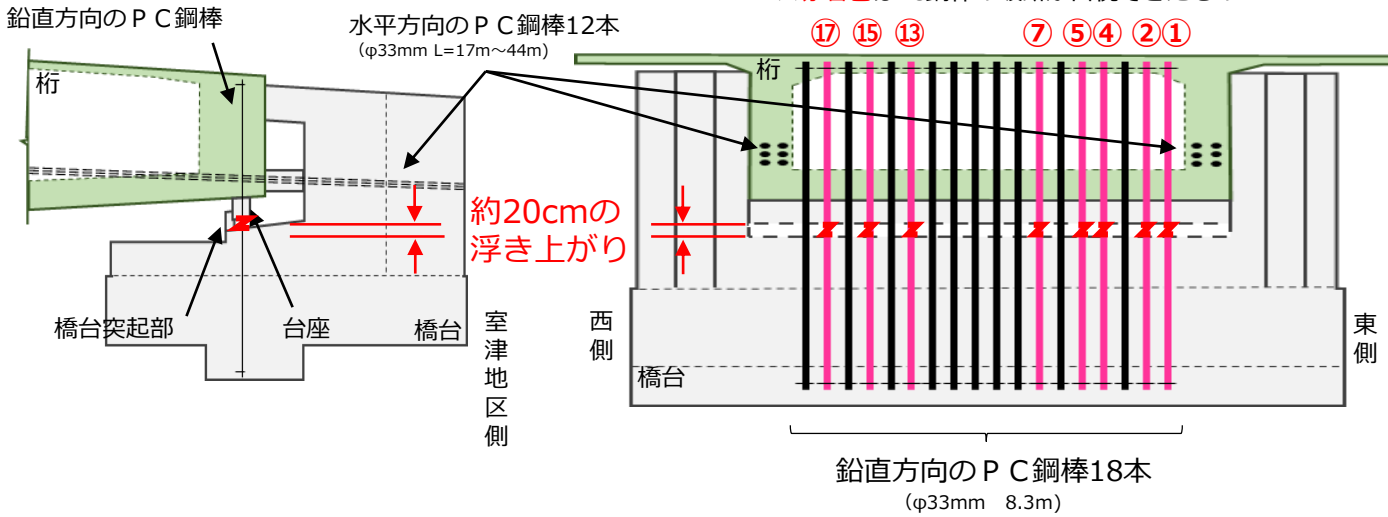 鉛直方向のPC鋼棒
水平方向のPC鋼棒12本
（φ33mm L=17m～44m）
桁
約20cmの
浮き上がり
橋台突起部
台座
橋台
室津地区側
⑰ ⑮ ⑬ ⑦ ⑤ ④ ② ①
桁
西側
東側
橋台
鉛直方向のＰＣ鋼棒18本
（φ33mm　8.3m）